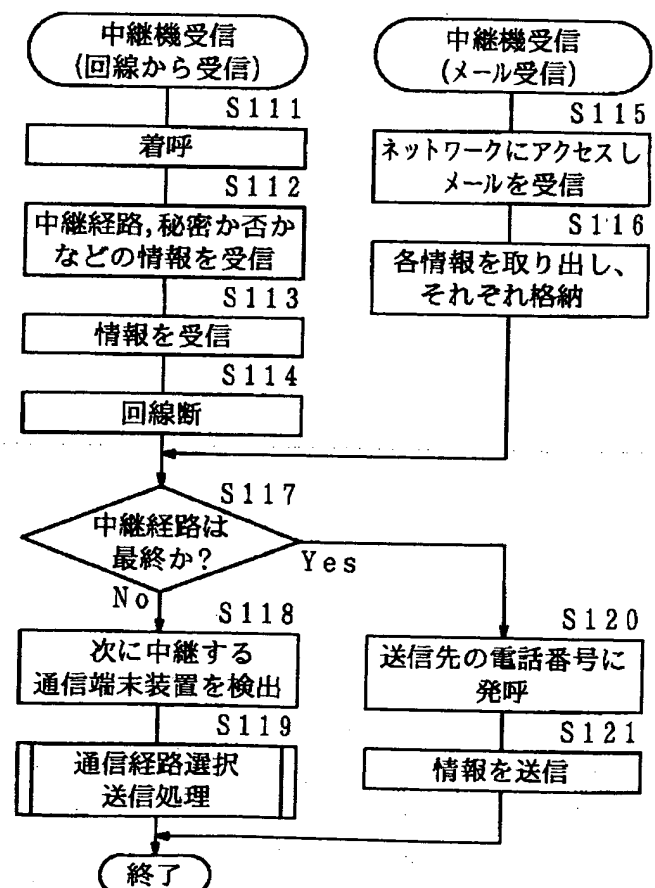 中継機受信
(回線から受信)
S111
着呼
S112
中継経路,秘密か否か
などの情報を受信
S113
情報を受信
S114
回線断
中継機受信
(メール受信)
S115
ネットワークにアクセスし
メールを受信
S116
各情報を取り出し、
それぞれ格納
S117
中継経路は
最終か?
Yes
No
S118
次に中継する
通信端末装置を検出
S119
通信経路選択
送信処理
S120
送信先の電話番号に
発呼
S121
情報を送信
終了